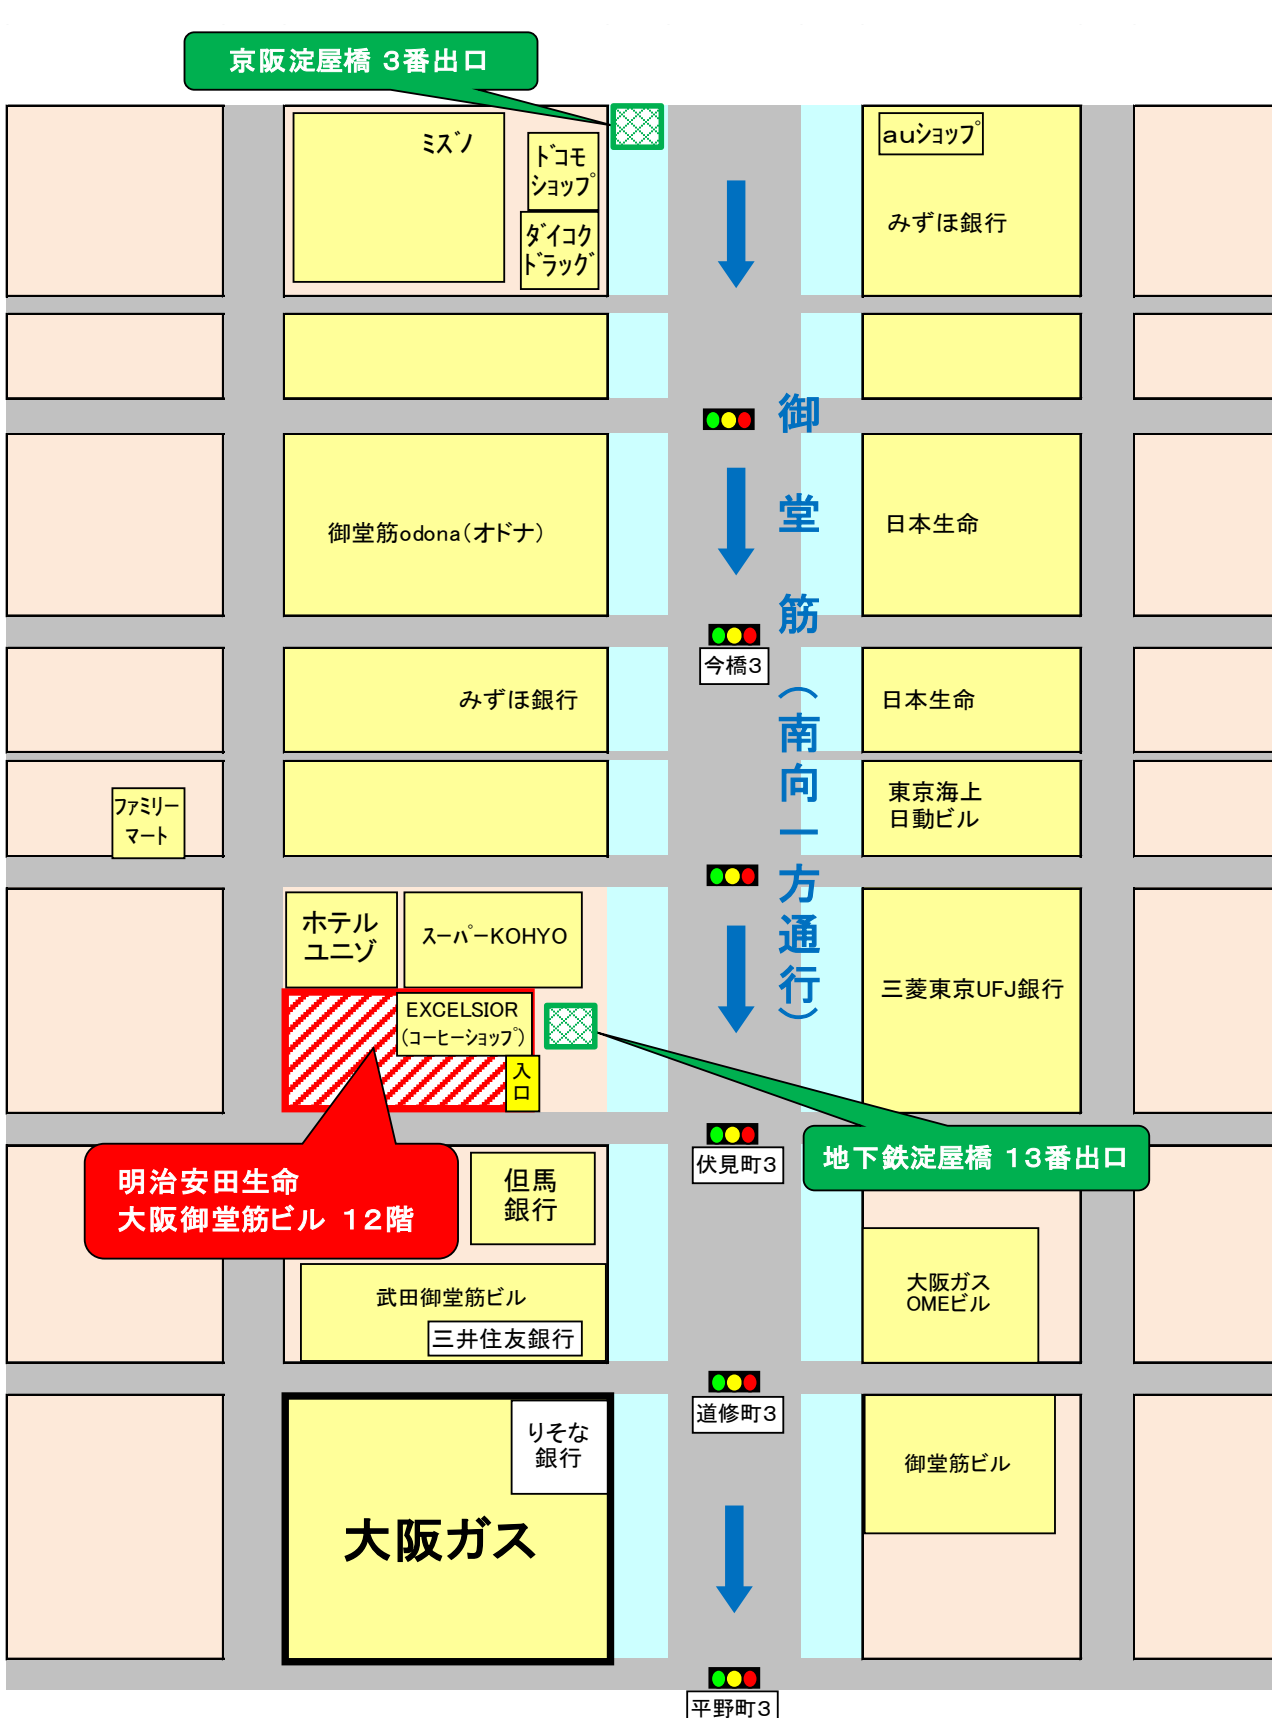 京阪淀屋橋 3番出口
ミズノ
ドコモ
ショップ
ダイコク
ドラッグ
auショップ
みずほ銀行
御堂筋(南向一方通行)
御堂筋odona(オドナ)
日本生命
今橋3
みずほ銀行
日本生命
ファミリー
マート
東京海上
日動ビル
ホテル
ユニゾ
スーパーKOHYO
EXCELSIOR
(コーヒーショップ)
入
口
三菱東京UFJ銀行
明治安田生命
大阪御堂筋ビル 12階
伏見町3
地下鉄淀屋橋 13番出口
但馬
銀行
武田御堂筋ビル
三井住友銀行
大阪ガス
OMEビル
道修町3
りそな
銀行
大阪ガス
御堂筋ビル
平野町3